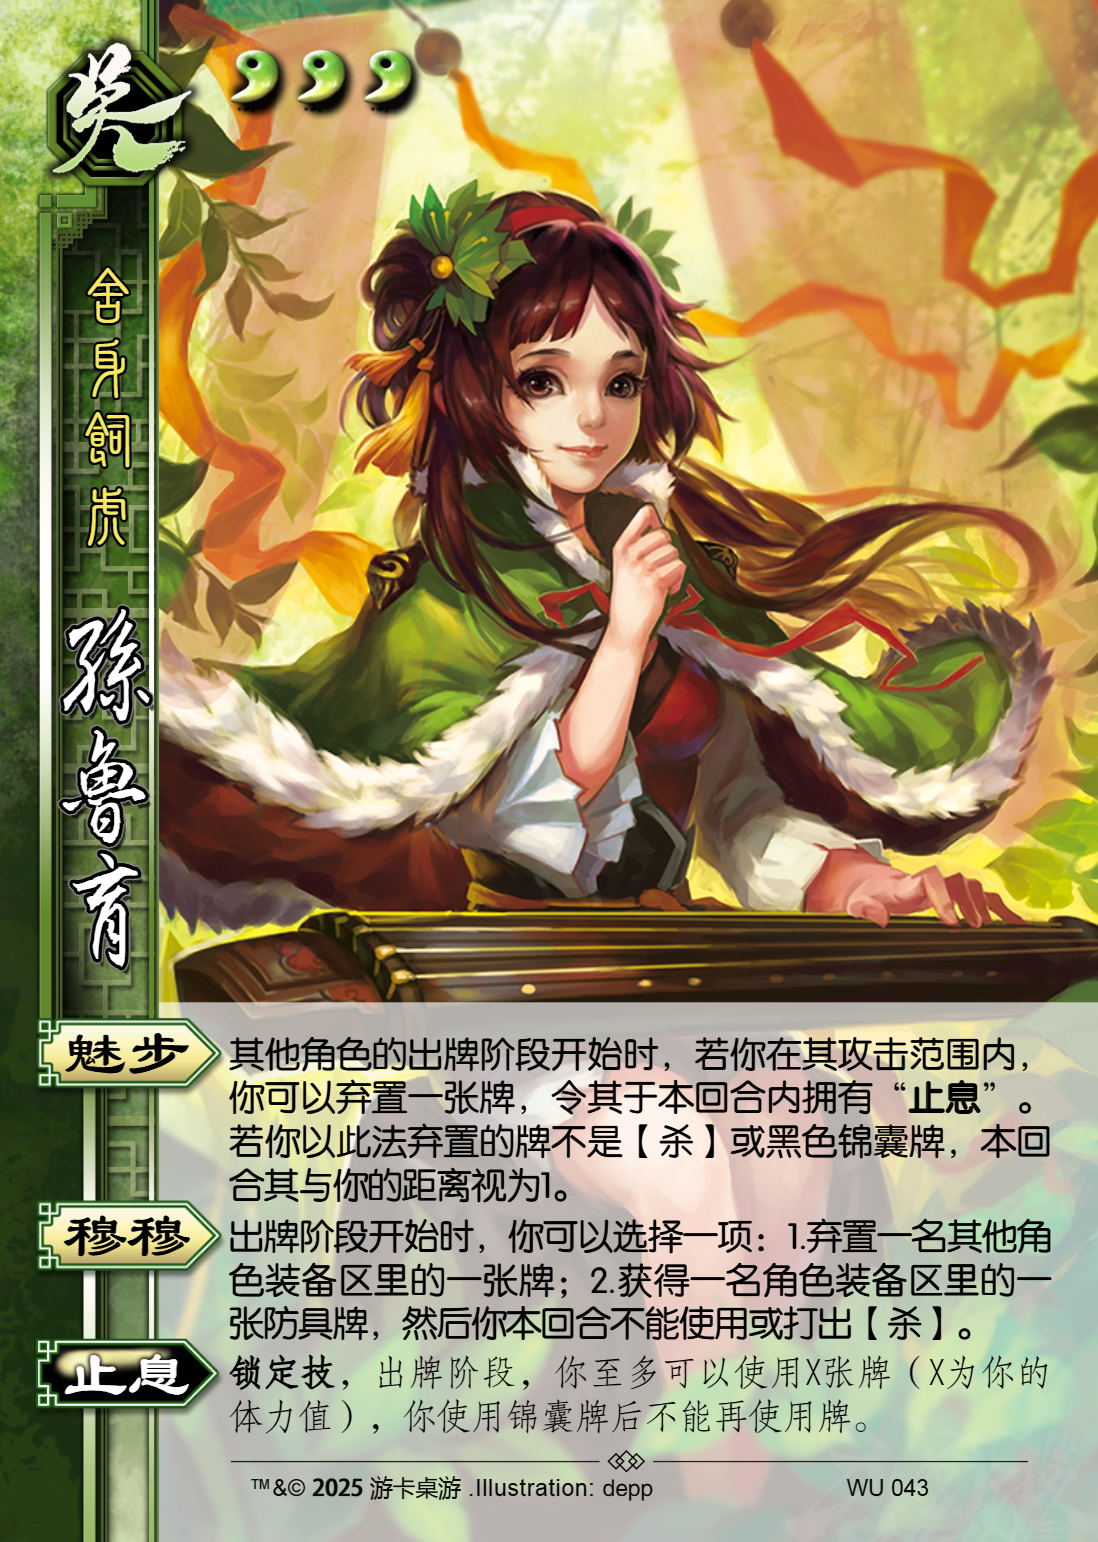 吴
舍身飼虎
孫魯育
魅步
其他角色的出牌阶段开始时，若你在其攻击范围内，
你可以弃置一张牌，令其于本回合内拥有“止息”。
若你以此法弃置的牌不是【杀】或黑色锦囊牌，本回
合其与你的距离视为1。
穆穆
出牌阶段开始时，你可以选择一项：1.弃置一名其他角
色装备区里的一张牌；2.获得一名角色装备区里的一
张防具牌，然后你本回合不能使用或打出【杀】。
止息
锁定技，出牌阶段，你至多可以使用X张牌（X为你的
体力值），你使用锦囊牌后不能再使用牌。
™&© 2025 游卡桌游 .Illustration: depp
WU 043